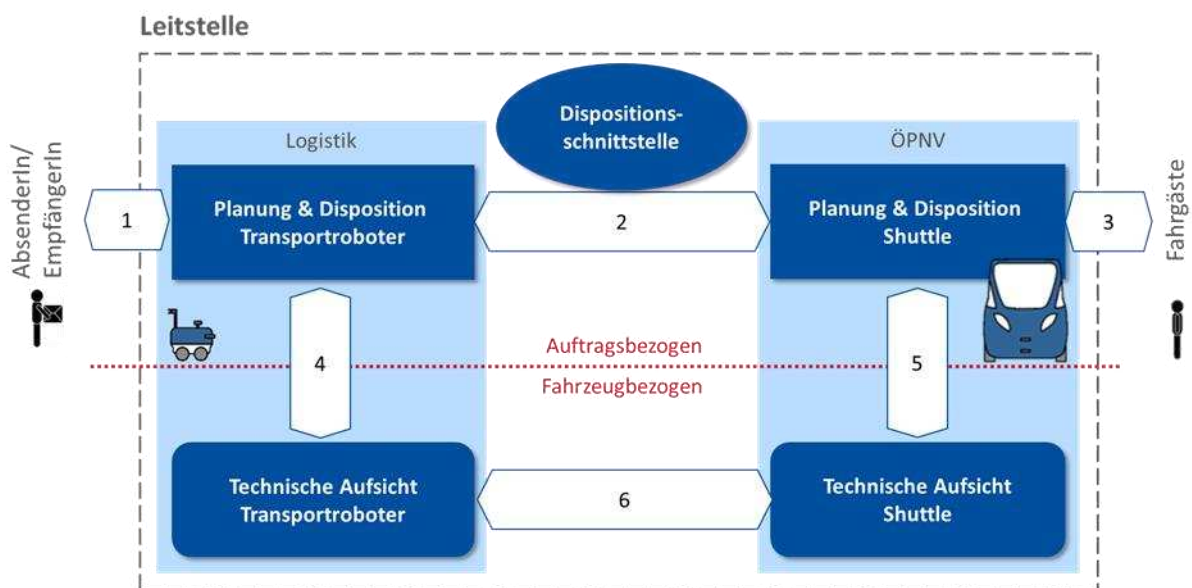 Leitstelle
Dispositions-
schnittstelle
Logistik
ÖPNV
AbsenderIn/
EmpfängerIn
1
Planung & Disposition
Transportroboter
2
Planung & Disposition
Shuttle
3
Fahrgäste
4
Auftragsbezogen
Fahrzeugbezogen
5
Technische Aufsicht
Transportroboter
6
Technische Aufsicht
Shuttle